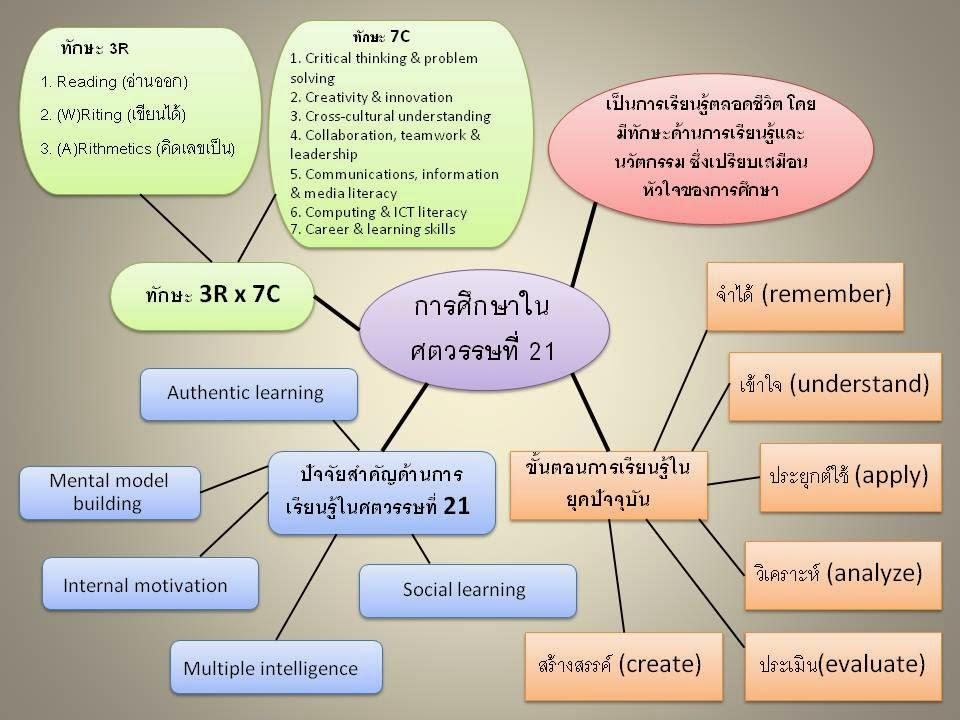 ทักษะ 3R
1. Reading (อ่านออก)
2. (W)Riting (เขียนได้)
3. (A)Rithmetics (คิดเลขเป็น)
ทักษะ 7C
1. Critical thinking & problem
solving
2. Creativity & innovation
3. Cross-cultural understanding
4. Collaboration, teamwork &
leadership
5. Communications, information
& media literacy
6. Computing & ICT literacy
7. Career & learning skills
เป็นการเรียนรู้ตลอดชีวิต โดย
มีทักษะด้านการเรียนรู้และ
นวัตกรรม ซึ่งเปรียบเสมือน
หัวใจของการศึกษา
ทักษะ 3R x 7C
การศึกษาใน
ศตวรรษที่ 21
จำได้ (remember)
เข้าใจ (understand)
ประยุกต์ใช้ (apply)
วิเคราะห์ (analyze)
ประเมิน(evaluate)
สร้างสรรค์ (create)
ขั้นตอนการเรียนรู้ใน
ยุคปัจจุบัน
ปัจจัยสำคัญด้านการ
เรียนรู้ในศตวรรษที่ 21
Authentic learning
Mental model
building
Internal motivation
Multiple intelligence
Social learning